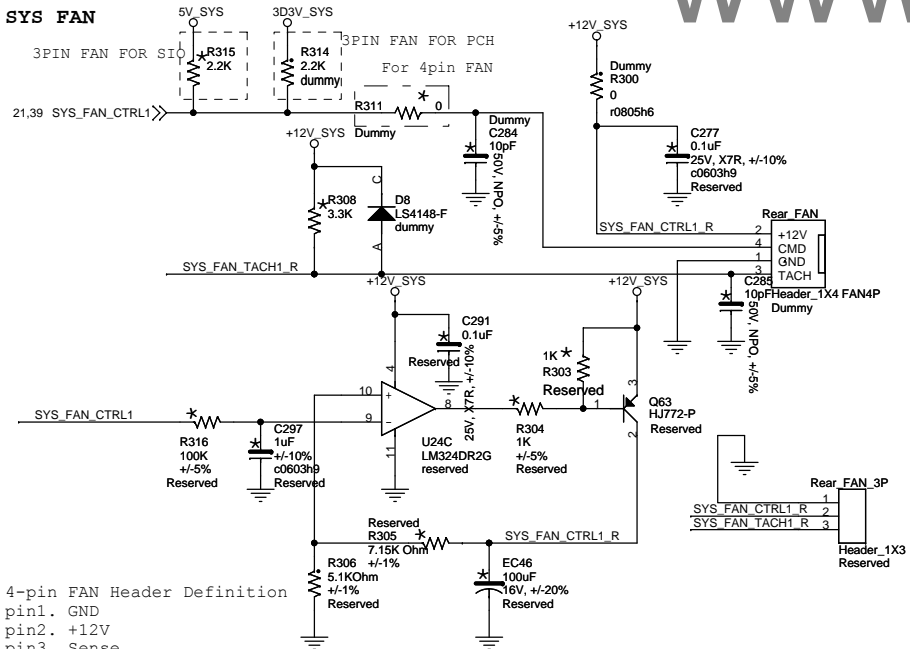 WWW
SYS FAN
5V_SYS
3D3V_SYS
+12V_SYS
3PIN FAN FOR SIO
R315
2.2K
R314
2.2K
dummy
3PIN FAN FOR PCH
For 4pin FAN
Dummy
R300
0
r0805h6
21,39 SYS_FAN_CTRL1
R311
0
Dummy
Dummy
C284
10pF
50V, NPO, +/-5%
C277
0.1uF
25V, X7R, +/-10%
c0603h9
Reserved
+12V_SYS
R308
3.3K
C
A
D8
LS4148-F
dummy
SYS_FAN_CTRL1_R
Rear_FAN
2 +12V
4 CMD
1 GND
3 TACH
Header_1X4 FAN4P
Dummy
SYS_FAN_TACH1_R
C285
10pF
50V, NPO, +/-5%
+12V_SYS
C291
0.1uF
Reserved
25V, X7R, +/-10%
+12V_SYS
1K
R303
Reserved
4
10
+
9
-
8
11
U24C
LM324DR2G
reserved
SYS_FAN_CTRL1
R316
100K
+/-5%
Reserved
C297
1uF
+/-10%
c0603h9
Reserved
R304
1K
+/-5%
Reserved
1
3
2
Q63
HJ772-P
Reserved
Reserved
R305
7.15K Ohm
+/-1%
SYS_FAN_CTRL1_R
R306
5.1KOhm
+/-1%
Reserved
EC46
100uF
16V, +/-20%
Reserved
Rear_FAN_3P
1
SYS_FAN_CTRL1_R 2
SYS_FAN_TACH1_R 3
Header_1X3
Reserved
4-pin FAN Header Definition
pin1. GND
pin2. +12V
pin3. Sense